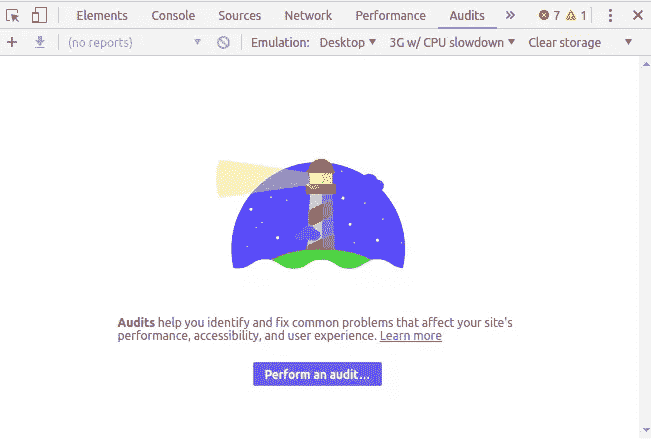 Elements Console Sources Network Performance Audits » 7 1
(no reports) Emulation: Desktop 3G w/ CPU slowdown Clear storage
Audits help you identify and fix common problems that affect your site's
performance, accessibility, and user experience. Learn more
Perform an audit...